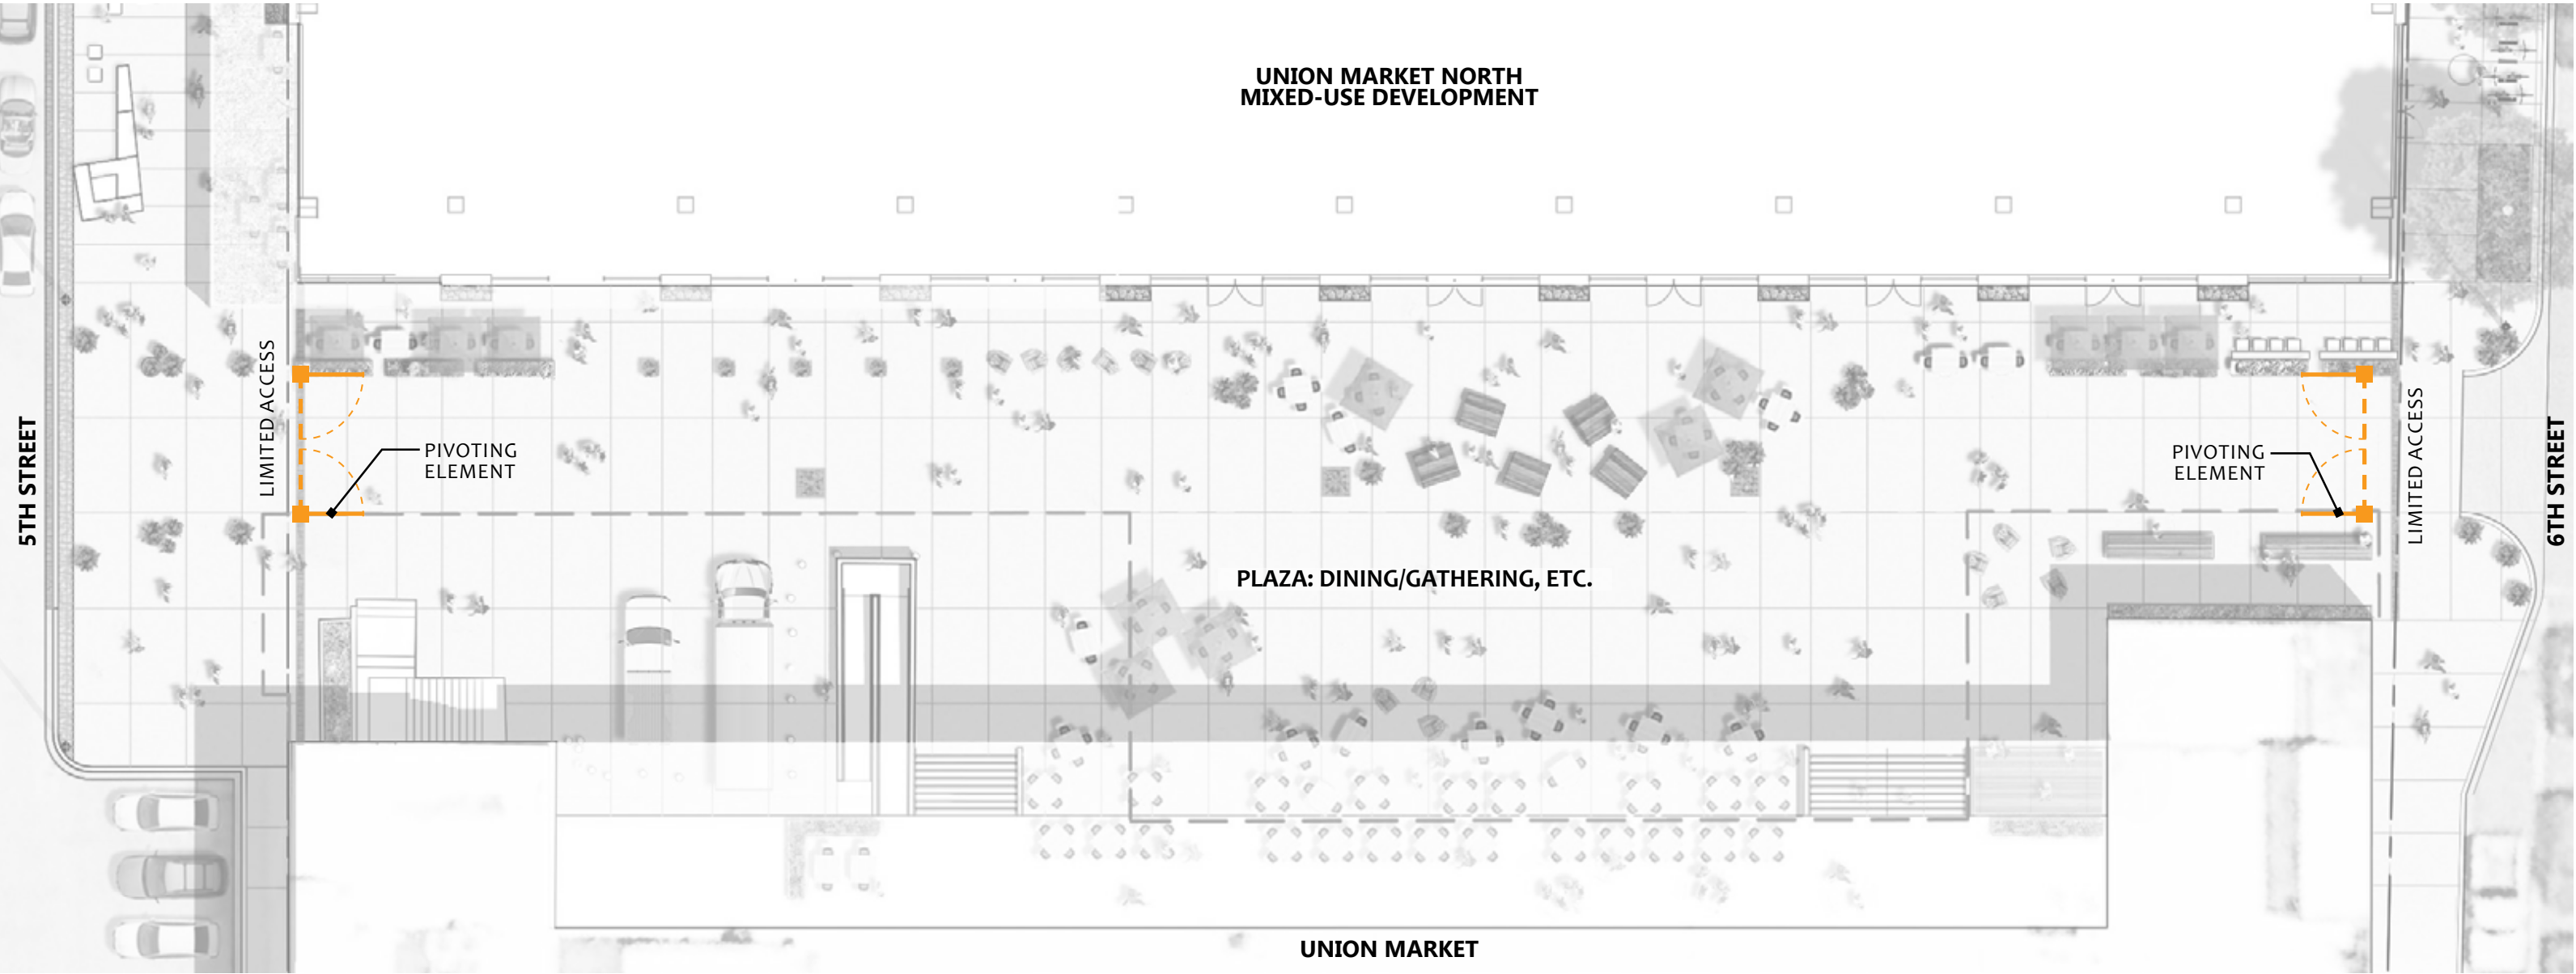 UNION MARKET NORTH
MIXED-USE DEVELOPMENT
5TH STREET
LIMITED ACCESS
PIVOTING
ELEMENT
PLAZA: DINING/GATHERING, ETC.
PIVOTING
ELEMENT
LIMITED ACCESS
6TH STREET
UNION MARKET